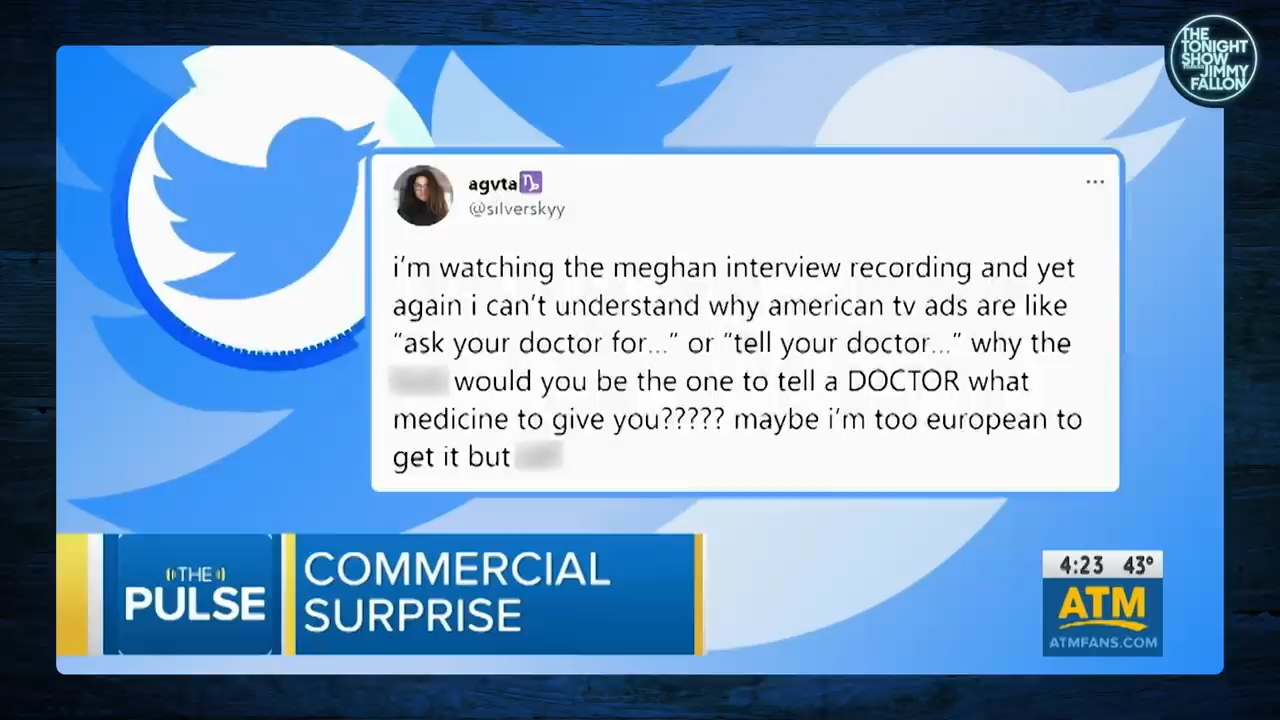 THE
TONIGHT
SHOW
JIMMY
FALLON
agvta♑
@silverskyy
i'm watching the meghan interview recording and yet
again i can't understand why american tv ads are like
"ask your doctor for..." or "tell your doctor..." why the
would you be the one to tell a DOCTOR what
medicine to give you????? maybe i'm too european to
get it but
THE
PULSE
COMMERCIAL
SURPRISE
4:23 43°
ATM
ATMFANS.COM